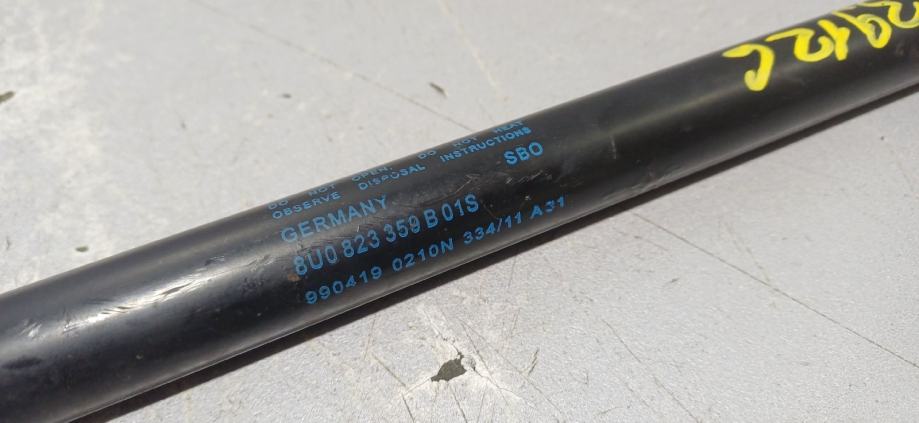 DO NOT OPEN, DO NOT HEAT
OBSERVE DISPOSAL INSTRUCTIONS
GERMANY SBO
8U0 823 359 B 01S
990419 0210N 334/11 A31